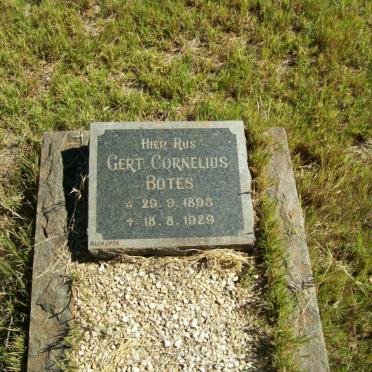 Hier Rus
Gert Cornelius
Botes
☆ 29. 9. 1898
✝ 18. 8. 1929